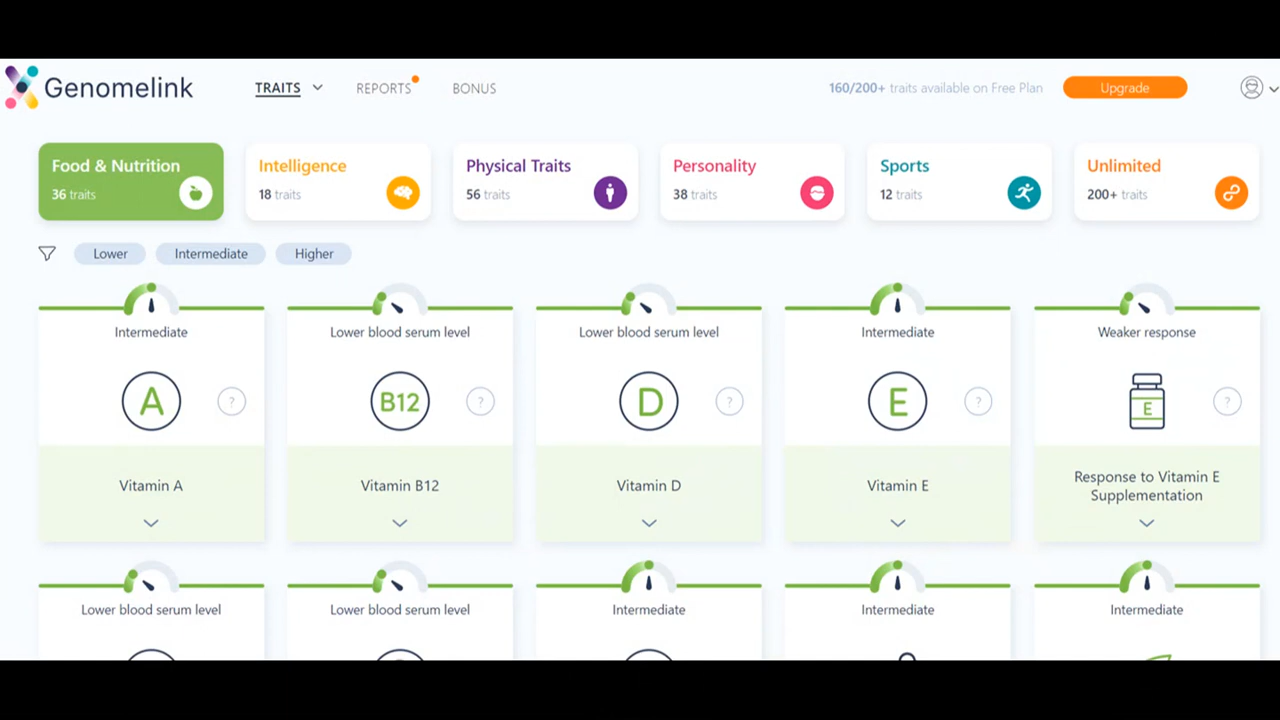 Genomelink
TRAITS
REPORTS
BONUS
160/200+ traits available on Free Plan
Upgrade
Food & Nutrition
36 traits
Intelligence
18 traits
Physical Traits
56 traits
Personality
38 traits
Sports
12 traits
Unlimited
200+ traits
Lower
Intermediate
Higher
Intermediate
A
?
Vitamin A
Lower blood serum level
B12
?
Vitamin B12
Lower blood serum level
D
?
Vitamin D
Intermediate
E
?
Vitamin E
Weaker response
E
?
Response to Vitamin E
Supplementation
Lower blood serum level
Lower blood serum level
Intermediate
Intermediate
Intermediate